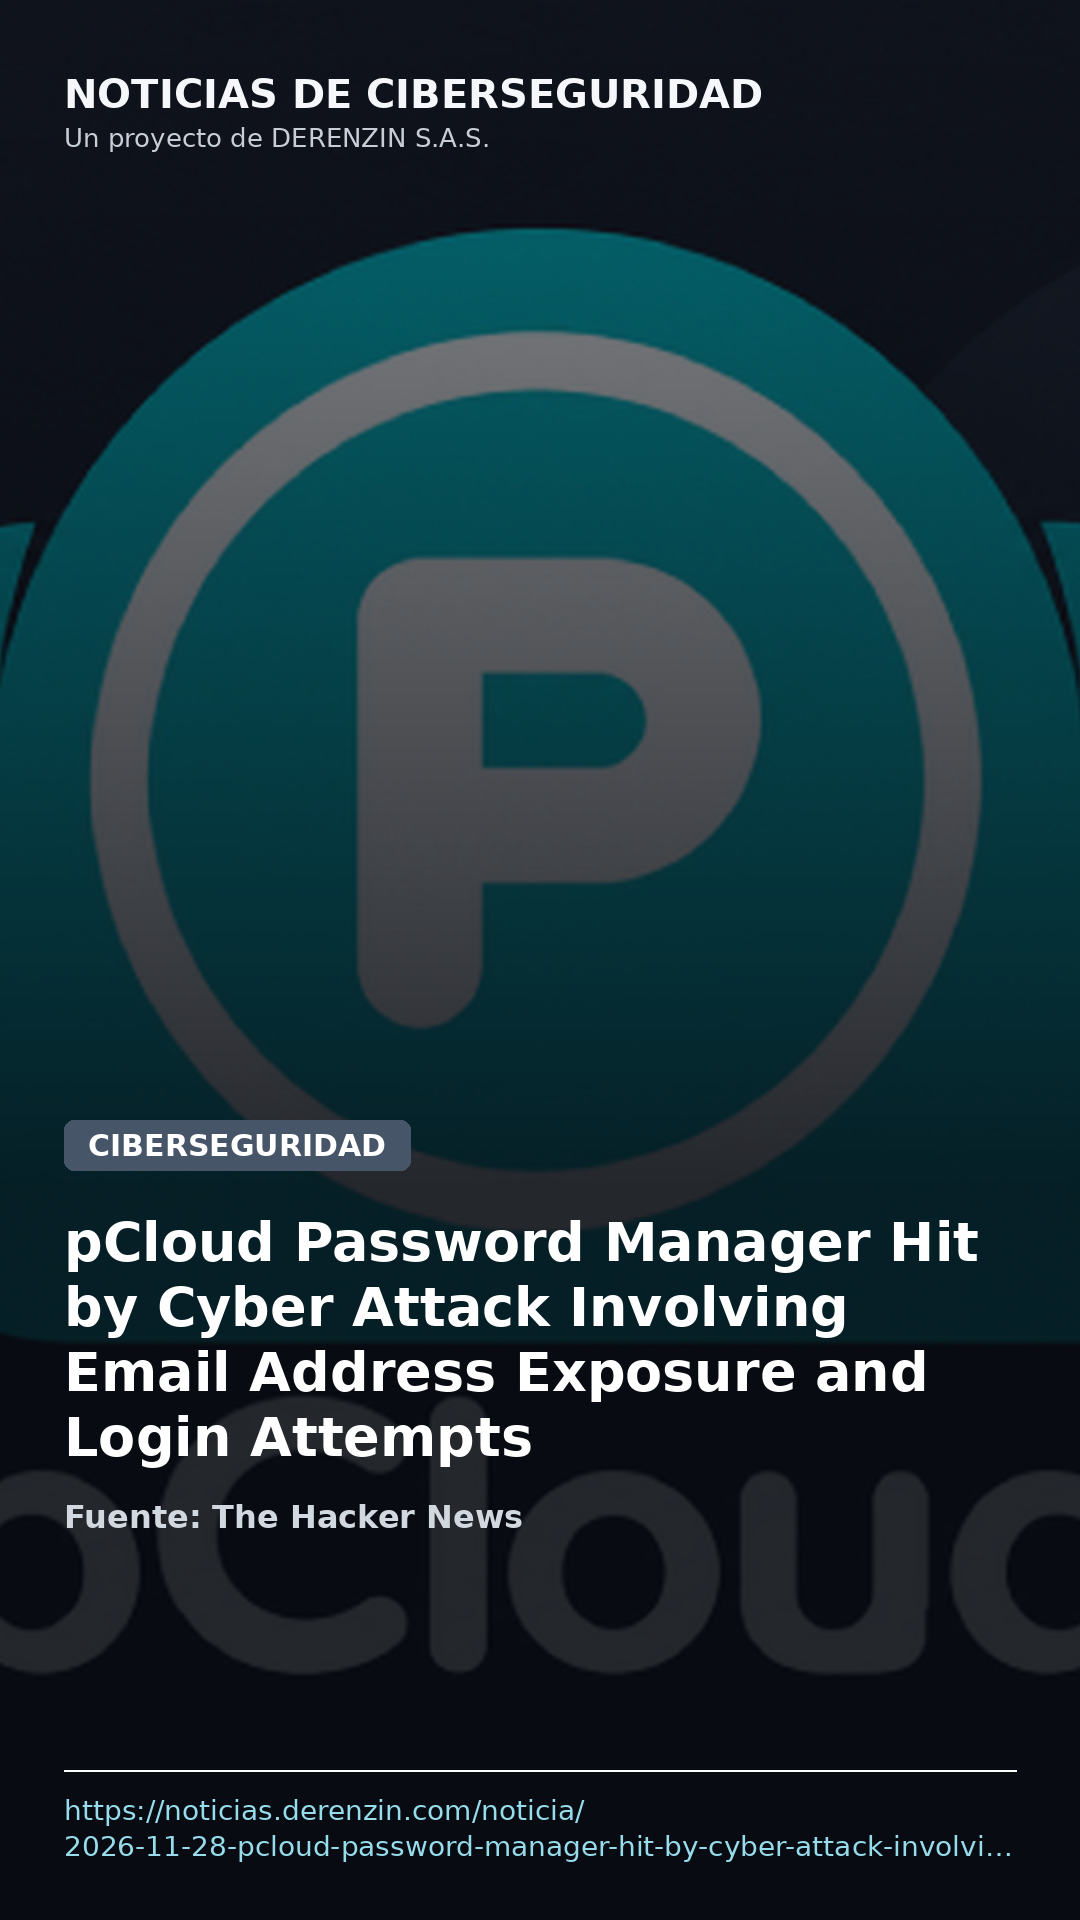 NOTICIAS DE CIBERSEGURIDAD
Un proyecto de DERENZIN S.A.S.
P
CIBERSEGURIDAD
pCloud Password Manager Hit
by Cyber Attack Involving
Email Address Exposure and
Login Attempts
Fuente: The Hacker News
pCloud
https://noticias.derenzin.com/noticia/
2026-11-28-pcloud-password-manager-hit-by-cyber-attack-involvi...